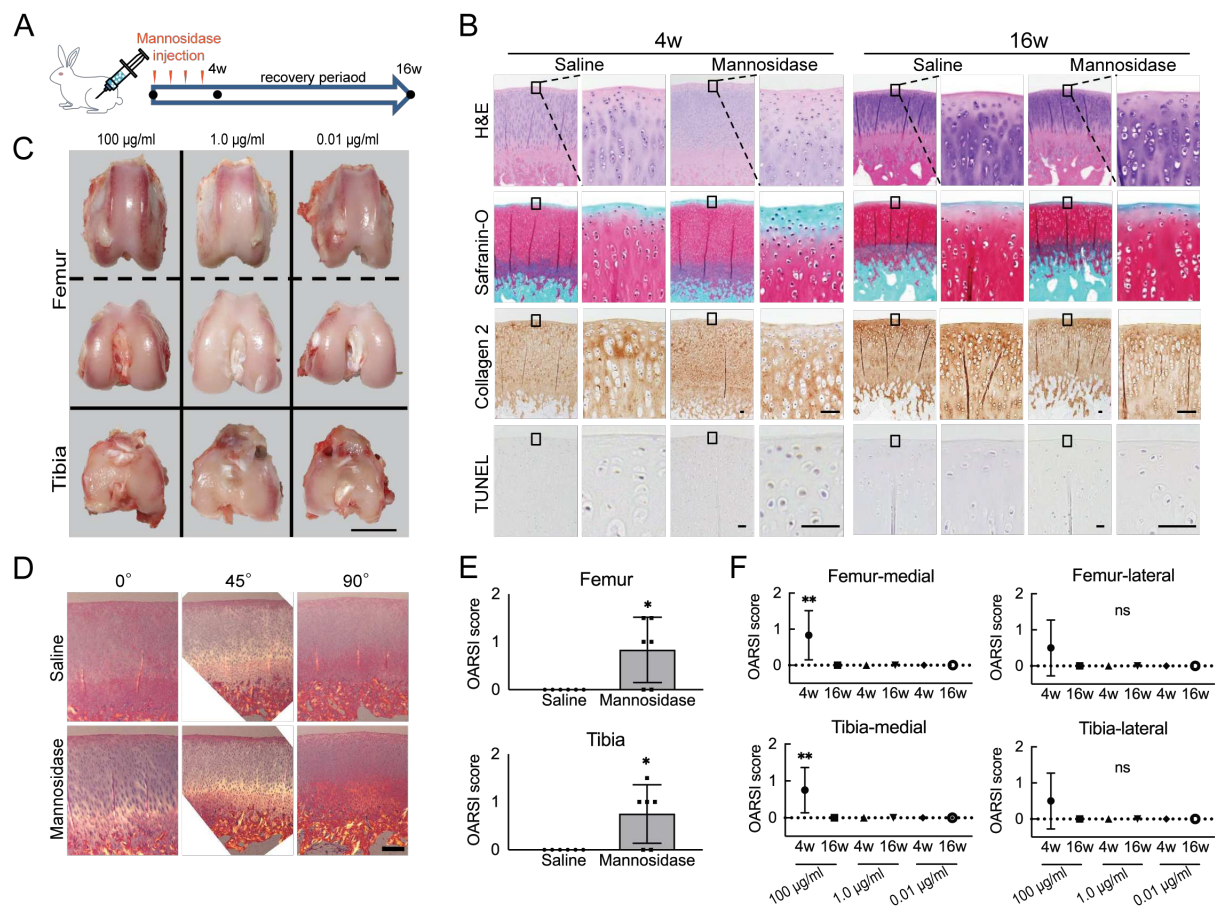 A
Mannosidase
injection
4w
recovery periaod
16w
B
4w
16w
Saline
Mannosidase
Saline
Mannosidase
H&E
Safranin-O
Collagen 2
TUNEL
C
100 µg/ml
1.0 µg/ml
0.01 µg/ml
Femur
Tibia
D
0°
45°
90°
Saline
Mannosidase
E
Femur
OARSI score
2
1
0
*
Saline
Mannosidase
Tibia
OARSI score
2
1
0
*
Saline
Mannosidase
F
Femur-medial
OARSI score
2
1
0
**
4w 16w 4w 16w 4w 16w
Femur-lateral
OARSI score
2
1
0
ns
4w 16w 4w 16w 4w 16w
Tibia-medial
OARSI score
2
1
0
**
4w 16w 4w 16w 4w 16w
100 µg/ml
1.0 µg/ml
0.01 µg/ml
Tibia-lateral
OARSI score
2
1
0
ns
4w 16w 4w 16w 4w 16w
100 µg/ml
1.0 µg/ml
0.01 µg/ml